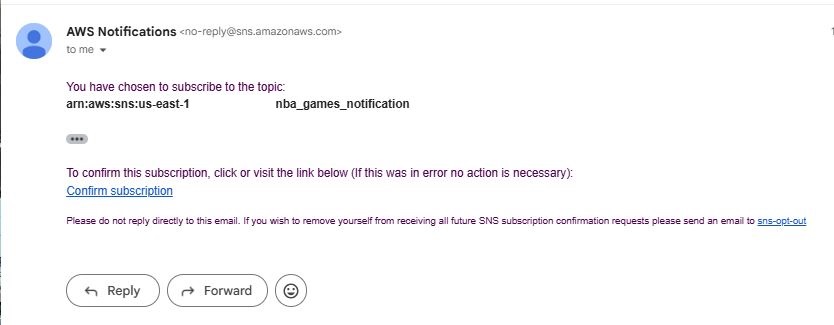 AWS Notifications <no-reply@sns.amazonaws.com>
to me
You have chosen to subscribe to the topic:
arn:aws:sns:us-east-1 nba_games_notification
To confirm this subscription, click or visit the link below (If this was in error no action is necessary):
Confirm subscription
Please do not reply directly to this email. If you wish to remove yourself from receiving all future SNS subscription confirmation requests please send an email to sns-opt-out
Reply Forward